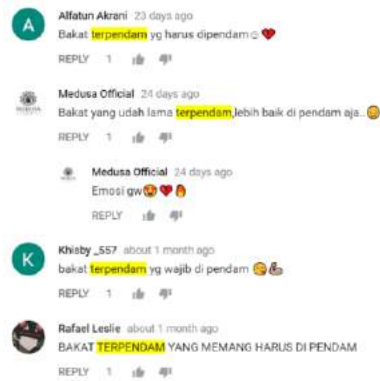 A
Alfatun Akrani 23 days ago
Bakat terpendam yg harus dipendam☺❤
REPLY 1
Medusa Official 24 days ago
Bakat yang udah lama terpendam,lebih baik di pendam aja..
REPLY 1
Medusa Official 24 days ago
Emosi gw😍❤🔥
REPLY
K
Khisby _557 about 1 month ago
bakat terpendam yg wajib di pendam 😋💪
REPLY 1
Rafael Leslie about 1 month ago
BAKAT TERPENDAM YANG MEMANG HARUS DI PENDAM
REPLY 1